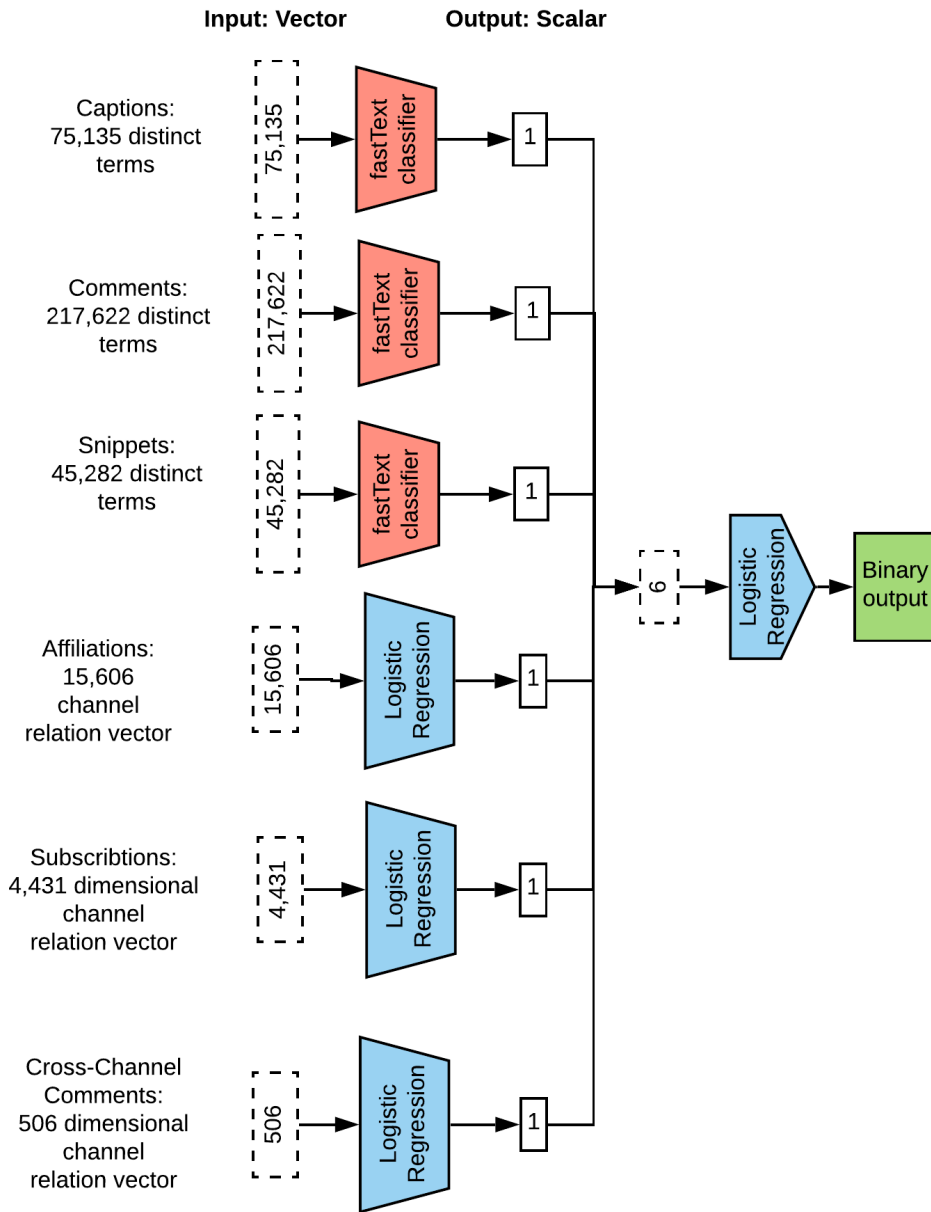 Input: Vector
Output: Scalar
Captions:
75,135 distinct
terms
75,135
fastText
classifier
1
Comments:
217,622 distinct
terms
217,622
fastText
classifier
1
Snippets:
45,282 distinct
terms
45,282
fastText
classifier
1
Affiliations:
15,606
channel
relation vector
15,606
Logistic
Regression
1
Subscribtions:
4,431 dimensional
channel
relation vector
4,431
Logistic
Regression
1
Cross-Channel
Comments:
506 dimensional
channel
relation vector
506
Logistic
Regression
1
6
Logistic
Regression
Binary
output